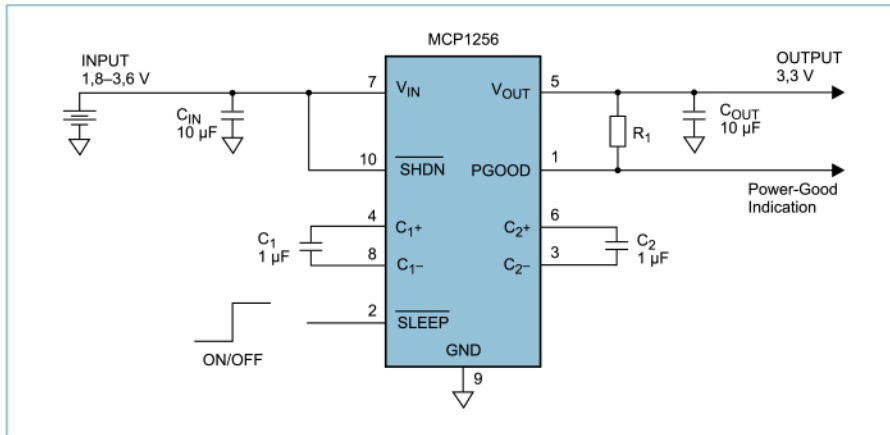 MCP1256
INPUT
1,8–3,6 V
OUTPUT
3,3 V
7
V_IN
V_OUT
5
C_IN
10 µF
C_OUT
10 µF
R₁
10
SHDN
PGOOD
1
Power-Good
Indication
4
C₁+
C₂+
6
C₁
1 µF
C₂
1 µF
8
C₁–
C₂–
3
2
SLEEP
ON/OFF
GND
9